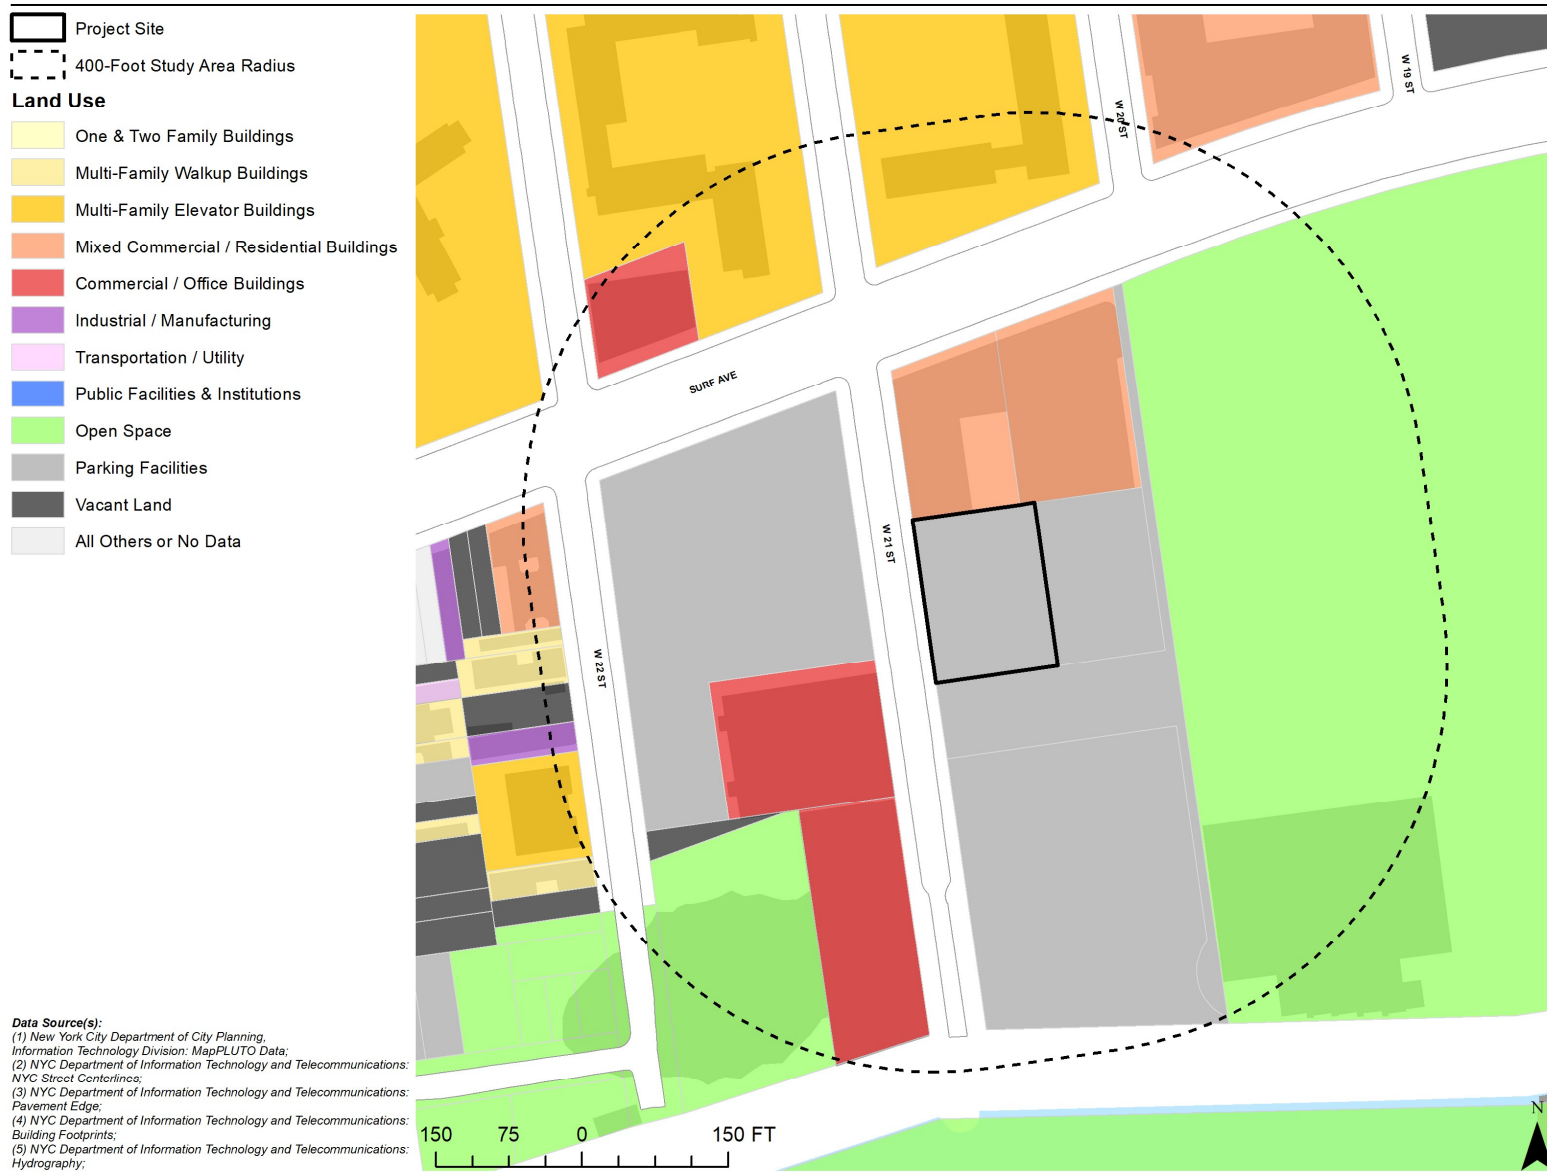 Project Site
400-Foot Study Area Radius
Land Use
One & Two Family Buildings
Multi-Family Walkup Buildings
Multi-Family Elevator Buildings
Mixed Commercial / Residential Buildings
Commercial / Office Buildings
Industrial / Manufacturing
Transportation / Utility
Public Facilities & Institutions
Open Space
Parking Facilities
Vacant Land
All Others or No Data
W 19 ST
W 20 ST
SURF AVE
W 21 ST
W 22 ST
Data Source(s):
(1) New York City Department of City Planning,
Information Technology Division: MapPLUTO Data;
(2) NYC Department of Information Technology and Telecommunications:
NYC Street Centerlines;
(3) NYC Department of Information Technology and Telecommunications:
Pavement Edge;
(4) NYC Department of Information Technology and Telecommunications:
Building Footprints;
(5) NYC Department of Information Technology and Telecommunications:
Hydrography;
150 75 0 150 FT
N